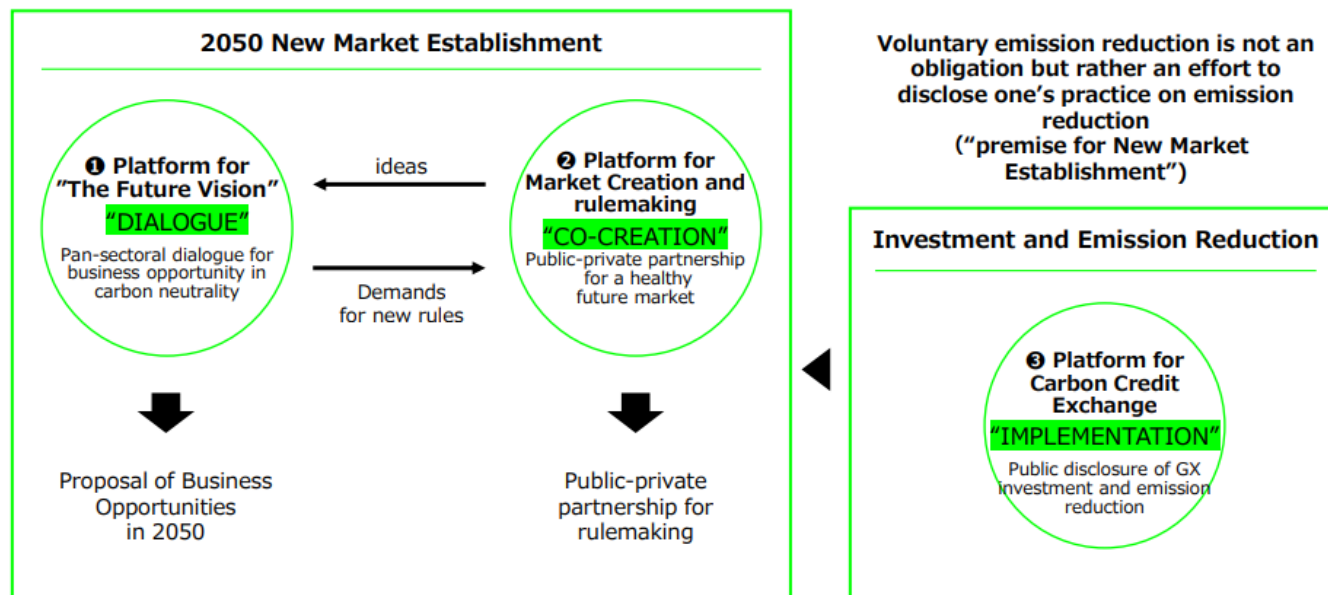 2050 New Market Establishment
❶ Platform for
”The Future Vision”
“DIALOGUE”
Pan-sectoral dialogue for
business opportunity in
carbon neutrality
ideas
Demands
for new rules
❷ Platform for
Market Creation and
rulemaking
“CO-CREATION”
Public-private partnership
for a healthy
future market
Proposal of Business
Opportunities
in 2050
Public-private
partnership for
rulemaking
Voluntary emission reduction is not an
obligation but rather an effort to
disclose one’s practice on emission
reduction
(“premise for New Market
Establishment”)
Investment and Emission Reduction
❸ Platform for
Carbon Credit
Exchange
“IMPLEMENTATION”
Public disclosure of GX
investment and emission
reduction